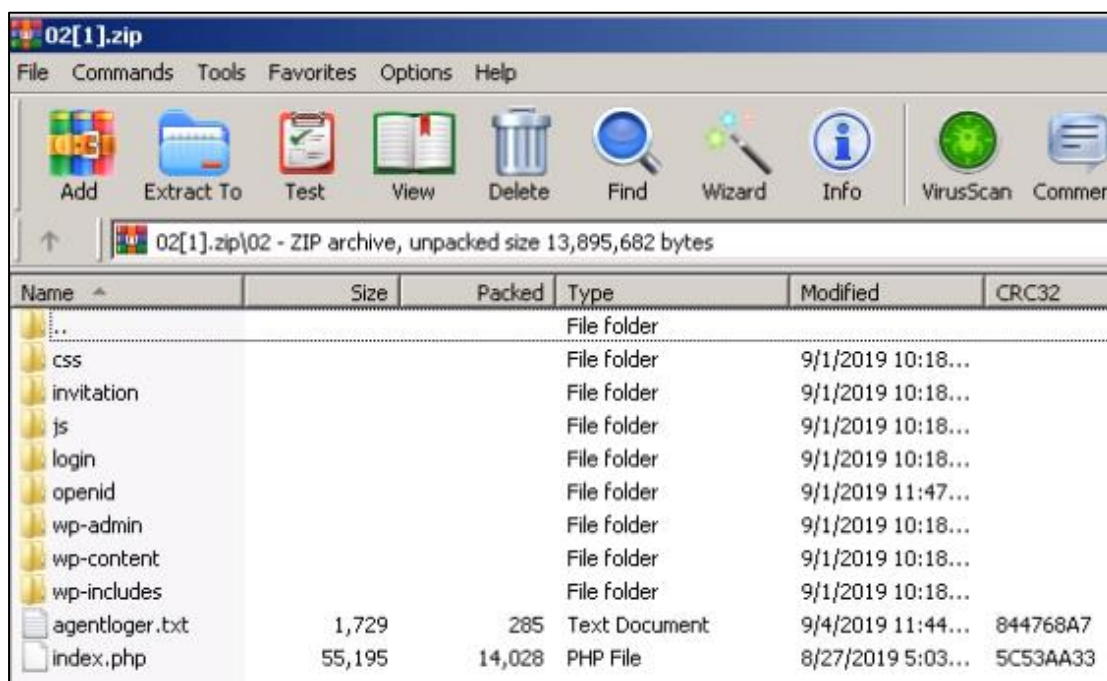 02[1].zip
File Commands Tools Favorites Options Help
Add Extract To Test View Delete Find Wizard Info VirusScan Commen
02[1].zip\02 - ZIP archive, unpacked size 13,895,682 bytes
Name Size Packed Type Modified CRC32
.. File folder
css File folder 9/1/2019 10:18...
invitation File folder 9/1/2019 10:18...
js File folder 9/1/2019 10:18...
login File folder 9/1/2019 10:18...
openid File folder 9/1/2019 11:47...
wp-admin File folder 9/1/2019 10:18...
wp-content File folder 9/1/2019 10:18...
wp-includes File folder 9/1/2019 10:18...
agentloger.txt 1,729 285 Text Document 9/4/2019 11:44... 844768A7
index.php 55,195 14,028 PHP File 8/27/2019 5:03... 5C53AA33